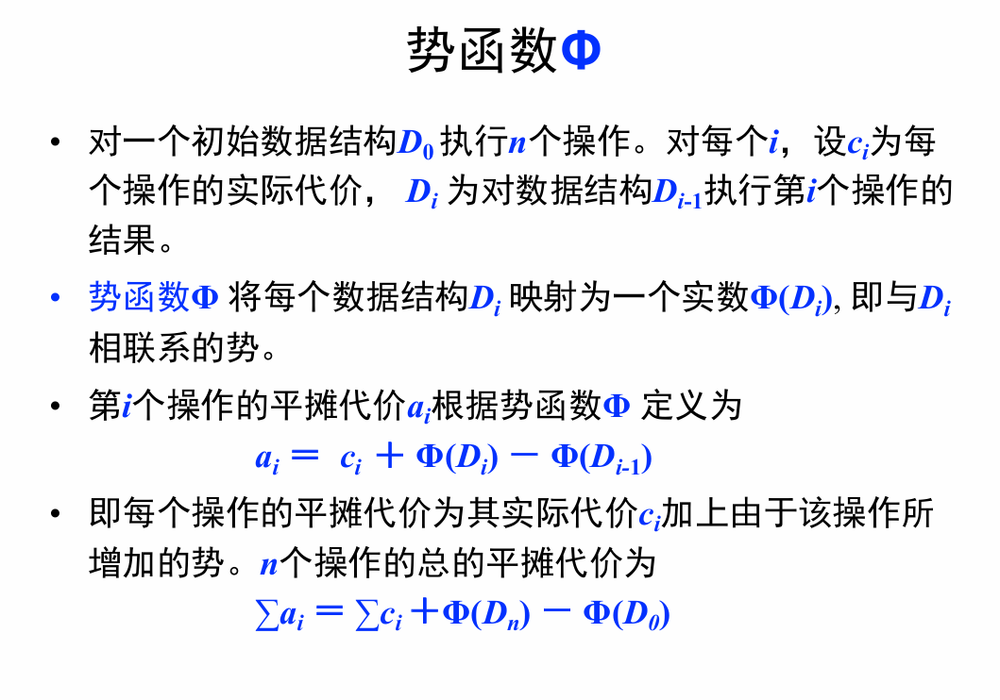 势函数Φ
• 对一个初始数据结构D0执行n个操作。对每个i，设ci为每
个操作的实际代价， Di 为对数据结构Di-1执行第i个操作的
结果。
• 势函数Φ 将每个数据结构Di 映射为一个实数Φ(Di), 即与Di
相联系的势。
• 第i个操作的平摊代价ai根据势函数Φ 定义为
ai＝ ci ＋Φ(Di)－Φ(Di-1)
• 即每个操作的平摊代价为其实际代价ci加上由于该操作所
增加的势。n个操作的总的平摊代价为
∑ai＝∑ci＋Φ(Dn)－Φ(D0)